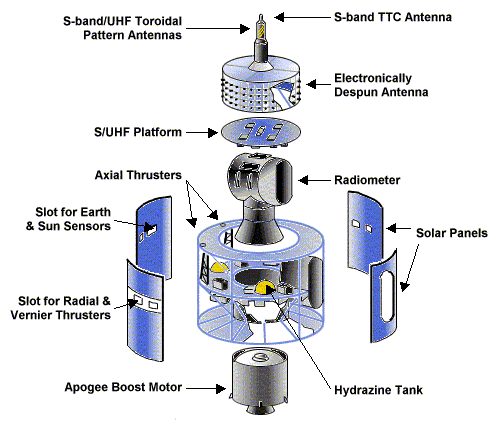 S-band/UHF Toroidal
Pattern Antennas
S-band TTC Antenna
Electronically
Despun Antenna
S/UHF Platform
Axial Thrusters
Radiometer
Slot for Earth
& Sun Sensors
Solar Panels
Slot for Radial &
Vernier Thrusters
Apogee Boost Motor
Hydrazine Tank